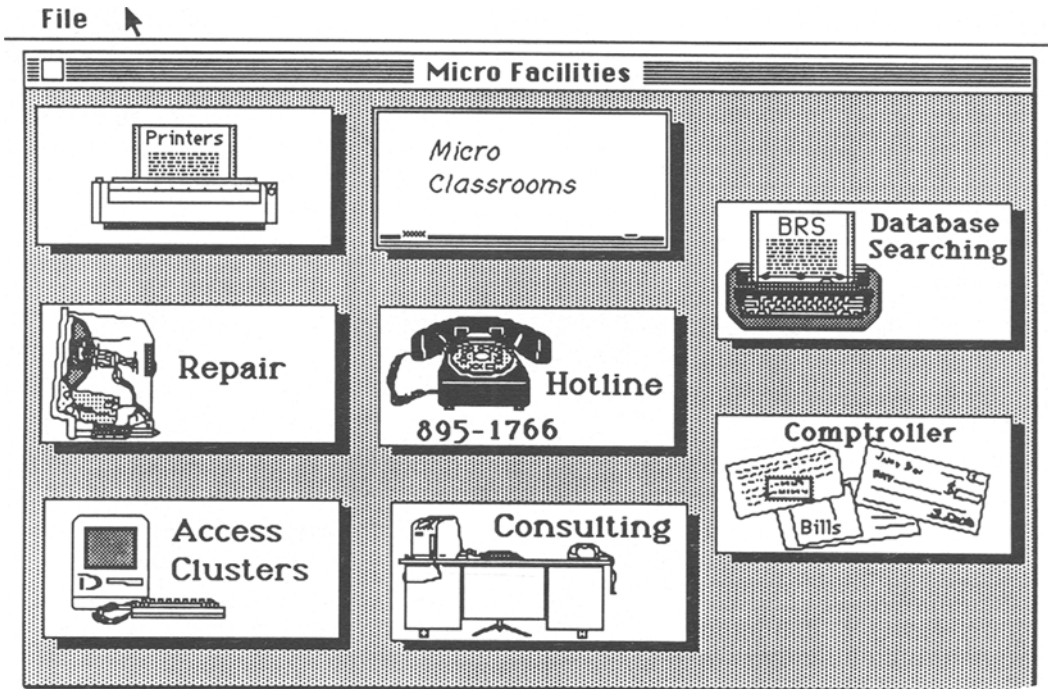 File
Micro Facilities
Printers
Micro
Classrooms
BRS
Database
Searching
Repair
Hotline
895-1766
Comptroller
Bills
Access
Clusters
Consulting